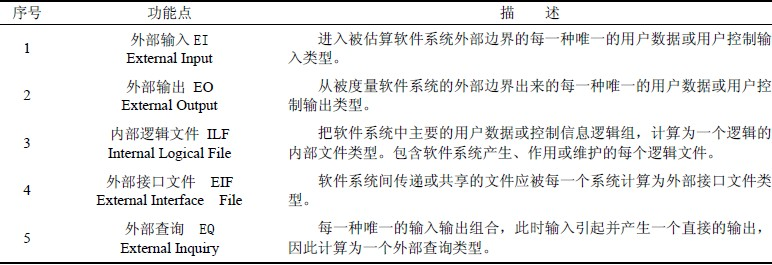 序号 功能点 描 述
1 外部输入 EI 进入被估算软件系统外部边界的每一种唯一的用户数据或用户控制输
External Input 入类型。
2 外部输出 EO 从被度量软件系统的外部边界出来的每一种唯一的用户数据或用户控
External Output 制输出类型。
3 内部逻辑文件 ILF 把软件系统中主要的用户数据或控制信息逻辑组，计算为一个逻辑的
Internal Logical File 内部文件类型。包含软件系统产生、作用或维护的每个逻辑文件。
4 外部接口文件 EIF 软件系统间传递或共享的文件应被每一个系统计算为外部接口文件类
External Interface File 型。
5 外部查询 EQ 每一种唯一的输入输出组合，此时输入引起并产生一个直接的输出，
External Inquiry 因此计算为一个外部查询类型。